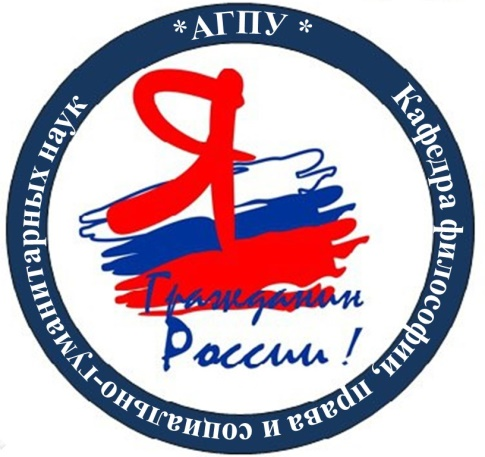 *АГПУ *
Кафедра философии, права и социально-гуманитарных наук
Я
Гражданин
России!